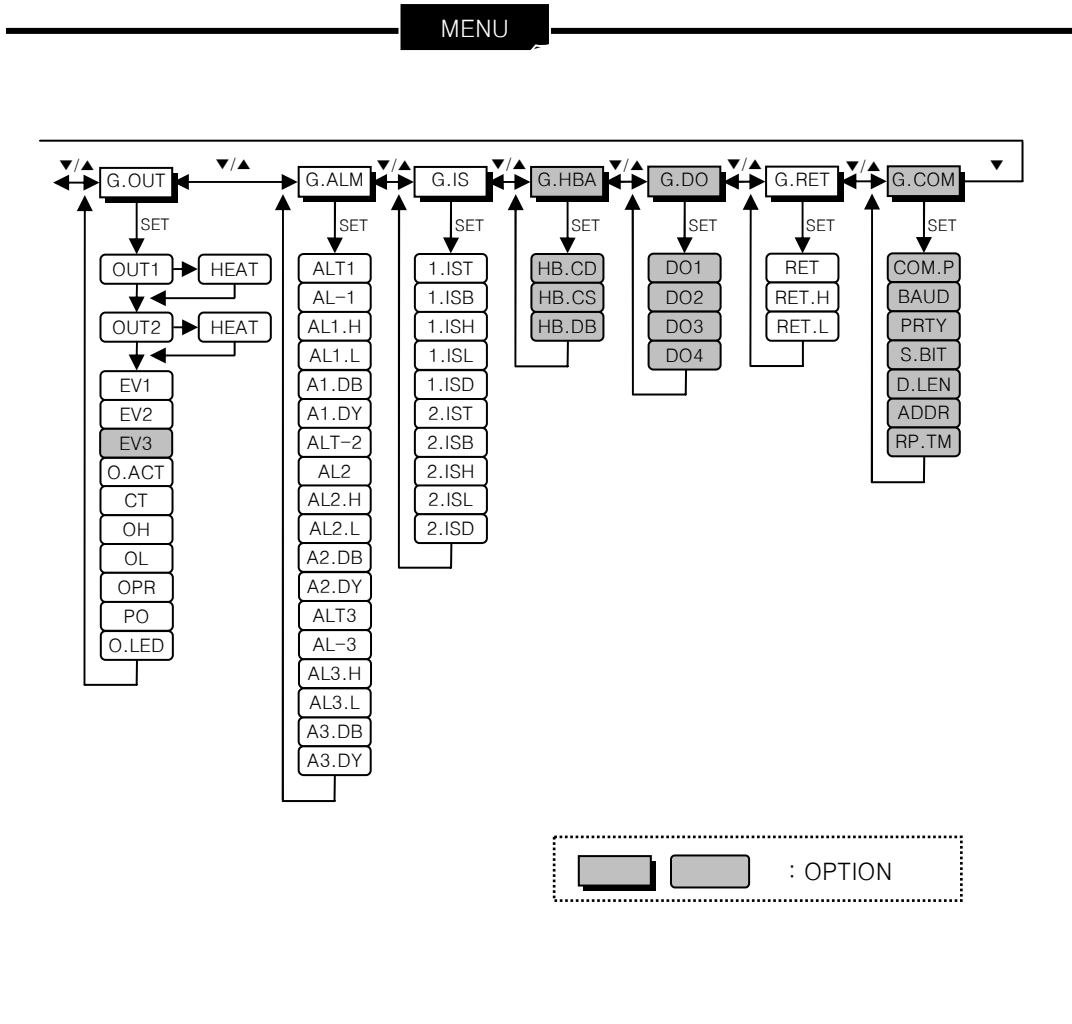 MENU
▼/▲ G.OUT ▼/▲ G.ALM ▼/▲ G.IS ▼/▲ G.HBA ▼/▲ G.DO ▼/▲ G.RET ▼/▲ G.COM ▼
SET SET SET SET SET SET SET
OUT1 HEAT
OUT2 HEAT
EV1
EV2
EV3
O.ACT
CT
OH
OL
OPR
PO
O.LED
ALT1
AL-1
AL1.H
AL1.L
A1.DB
A1.DY
ALT-2
AL2
AL2.H
AL2.L
A2.DB
A2.DY
ALT3
AL-3
AL3.H
AL3.L
A3.DB
A3.DY
1.IST
1.ISB
1.ISH
1.ISL
1.ISD
2.IST
2.ISB
2.ISH
2.ISL
2.ISD
HB.CD
HB.CS
HB.DB
DO1
DO2
DO3
DO4
RET
RET.H
RET.L
COM.P
BAUD
PRTY
S.BIT
D.LEN
ADDR
RP.TM
: OPTION